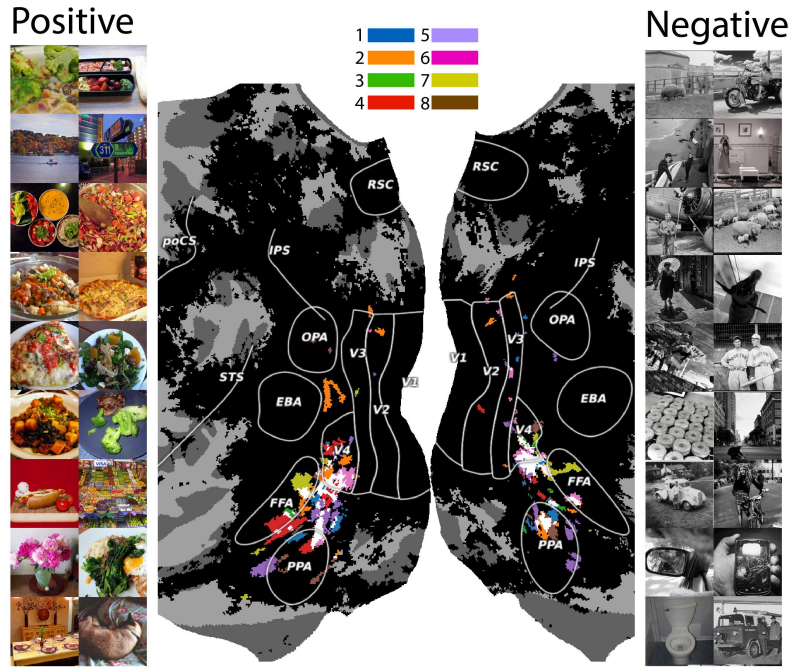 Positive
Negative
1 5
2 6
3 7
4 8
RSC
RSC
poCS
IPS
IPS
OPA
OPA
V3
V3
STS
V1
V1
V2
V2
EBA
EBA
V4
V4
FFA
FFA
PPA
PPA
311
VISA